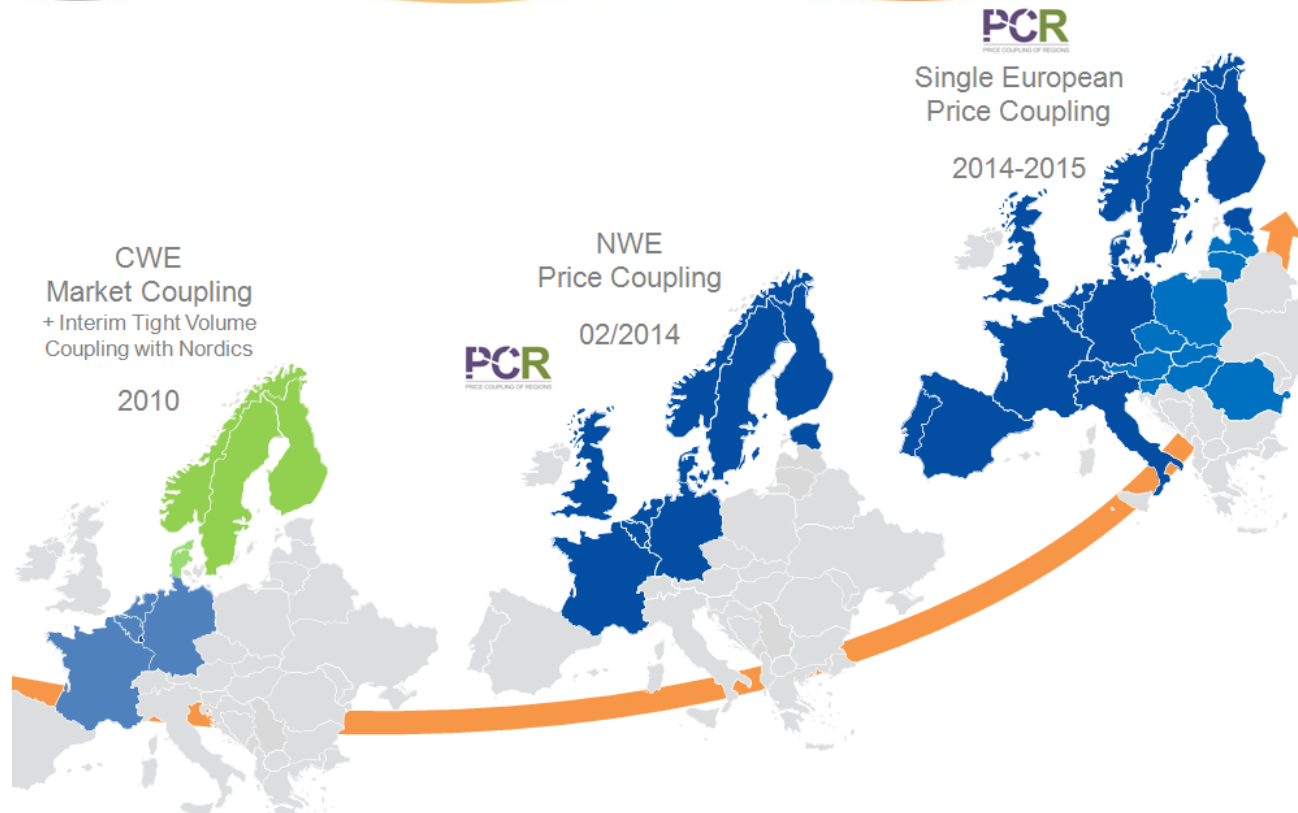 CWE
Market Coupling
+ Interim Tight Volume
Coupling with Nordics
2010
PCR
PRICE COUPLING OF REGIONS
NWE
Price Coupling
02/2014
PCR
PRICE COUPLING OF REGIONS
Single European
Price Coupling
2014-2015